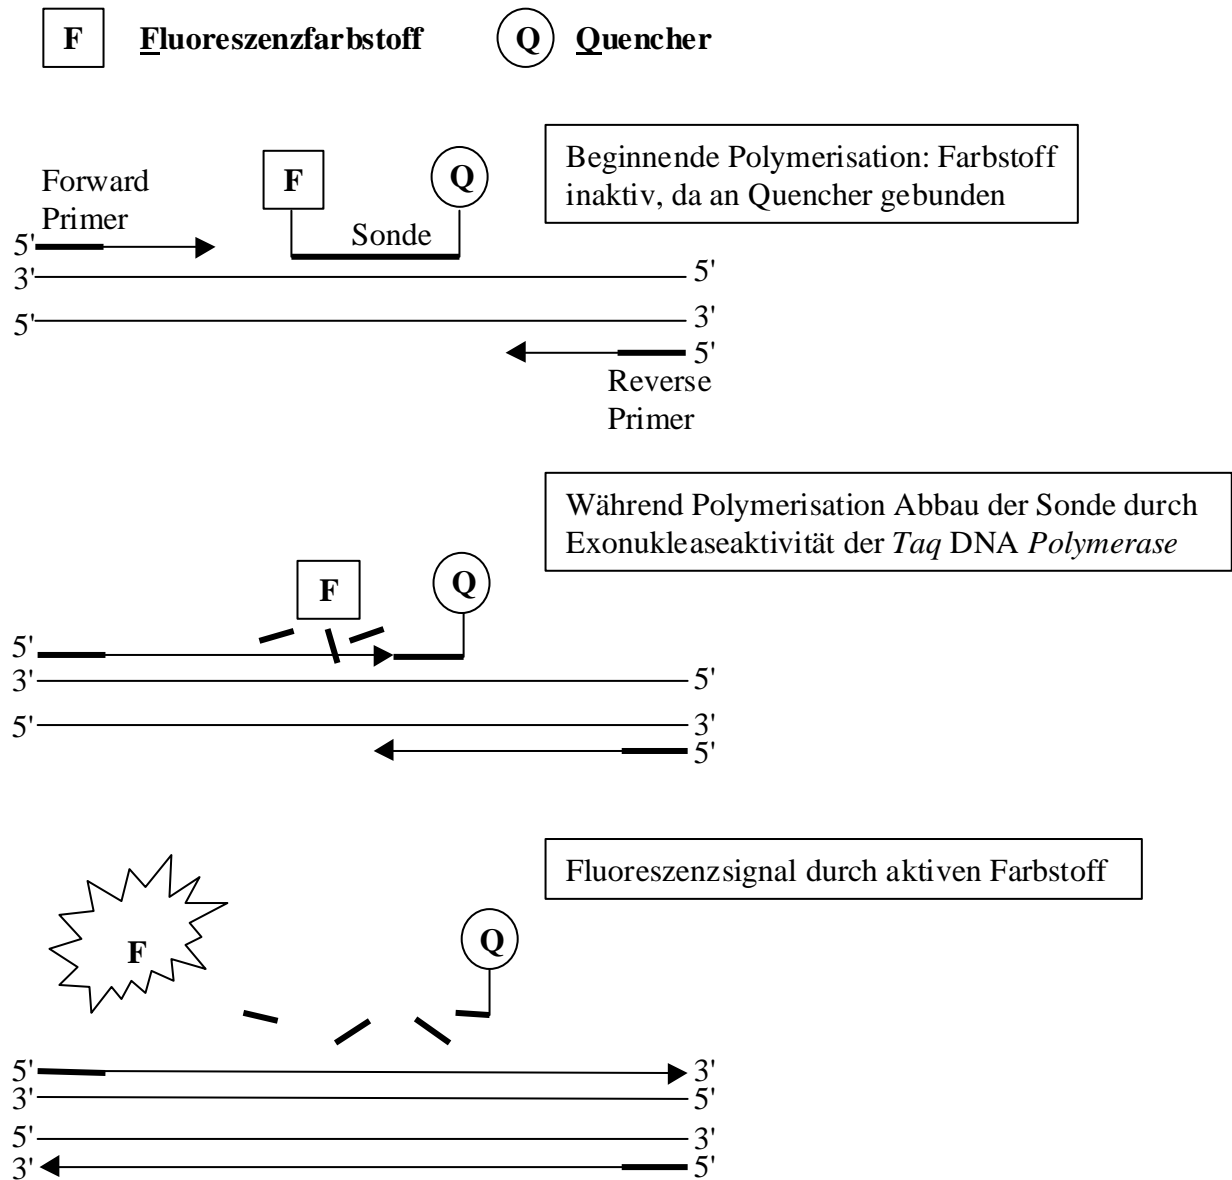 F Fluoreszenzfarbstoff Q Quencher
Beginnende Polymerisation: Farbstoff
inaktiv, da an Quencher gebunden
Forward
Primer
F
Q
Sonde
5'
3'
5'
5'
3'
5'
Reverse
Primer
Während Polymerisation Abbau der Sonde durch
Exonukleaseaktivität der Taq DNA Polymerase
F
Q
5'
3'
5'
5'
3'
5'
Fluoreszenzsignal durch aktiven Farbstoff
F
Q
5'
3'
3'
5'
5'
3'
3'
5'